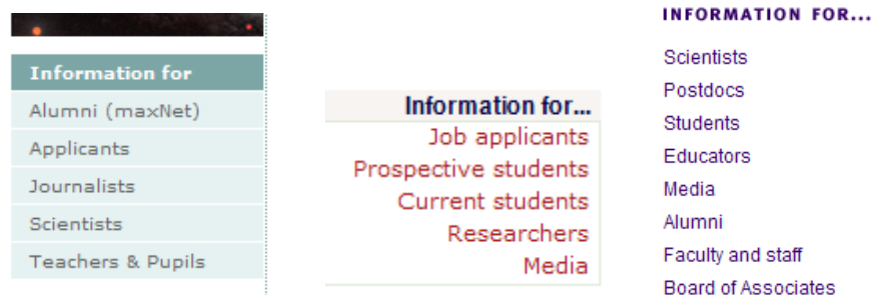 Information for
Alumni (maxNet)
Applicants
Journalists
Scientists
Teachers & Pupils
Information for...
Job applicants
Prospective students
Current students
Researchers
Media
INFORMATION FOR...
Scientists
Postdocs
Students
Educators
Media
Alumni
Faculty and staff
Board of Associates